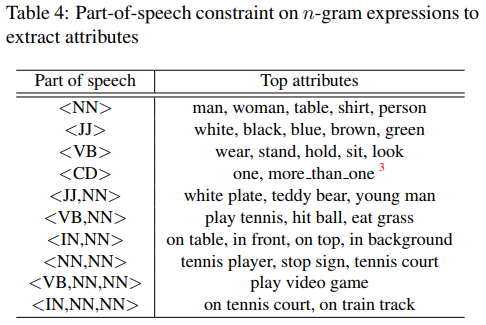 Table 4: Part-of-speech constraint on n-gram expressions to
extract attributes
Part of speech Top attributes
<NN> man, woman, table, shirt, person
<JJ> white, black, blue, brown, green
<VB> wear, stand, hold, sit, look
<CD> one, more_than_one 3
<JJ,NN> white plate, teddy bear, young man
<VB,NN> play tennis, hit ball, eat grass
<IN,NN> on table, in front, on top, in background
<NN,NN> tennis player, stop sign, tennis court
<VB,NN,NN> play video game
<IN,NN,NN> on tennis court, on train track